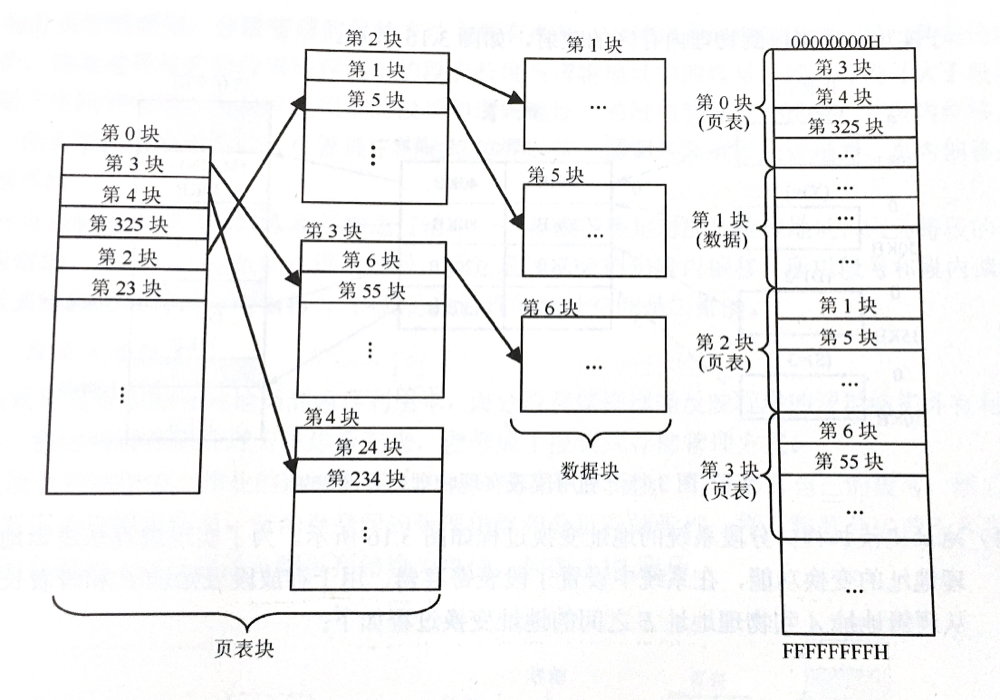 第 0 块
第 3 块
第 4 块
第 325 块
第 2 块
第 23 块
⋮
第 2 块
第 1 块
第 5 块
⋮
第 3 块
第 6 块
第 55 块
⋮
第 4 块
第 24 块
第 234 块
⋮
页表块
第 1 块
...
第 5 块
...
第 6 块
...
数据块
00000000H
第 0 块
(页表)
第 3 块
第 4 块
第 325 块
...
第 1 块
(数据)
...
...
...
第 2 块
(页表)
第 1 块
第 5 块
...
第 3 块
(页表)
第 6 块
第 55 块
...
...
FFFFFFFFH